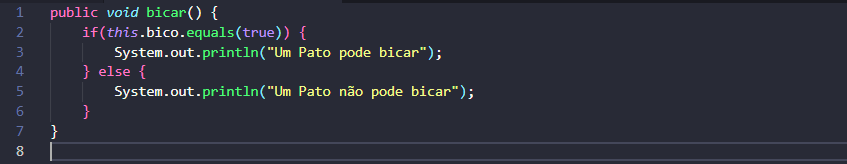 1 public void bicar() {
2 if(this.bico.equals(true)) {
3 System.out.println("Um Pato pode bicar");
4 } else {
5 System.out.println("Um Pato não pode bicar");
6 }
7 }
8